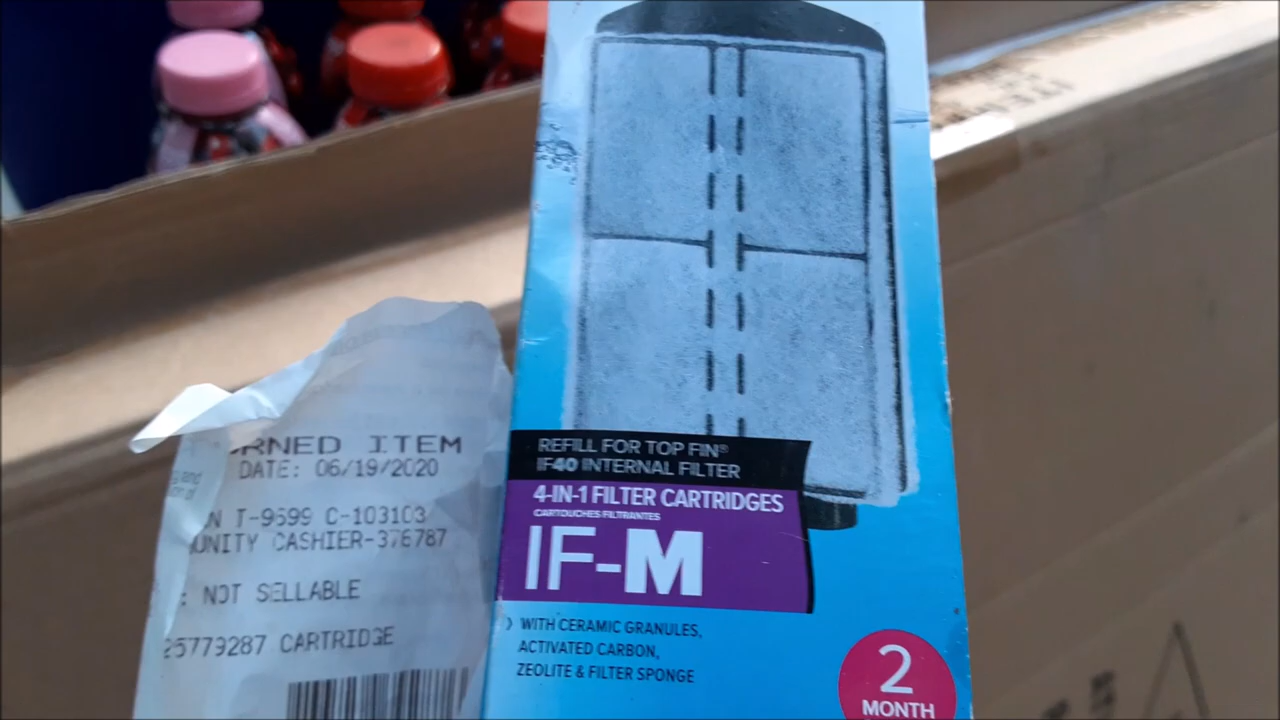 RNED ITEM
DATE: 06/19/2020
N T-9699 C-103103
UNITY CASHIER-376787
: NOT SELLABLE
25779287 CARTRIDGE
REFILL FOR TOP FIN®
IF40 INTERNAL FILTER
4-IN-1 FILTER CARTRIDGES
CARTOUCHES FILTRANTES
IF-M
› WITH CERAMIC GRANULES,
ACTIVATED CARBON,
ZEOLITE & FILTER SPONGE
2
MONTH